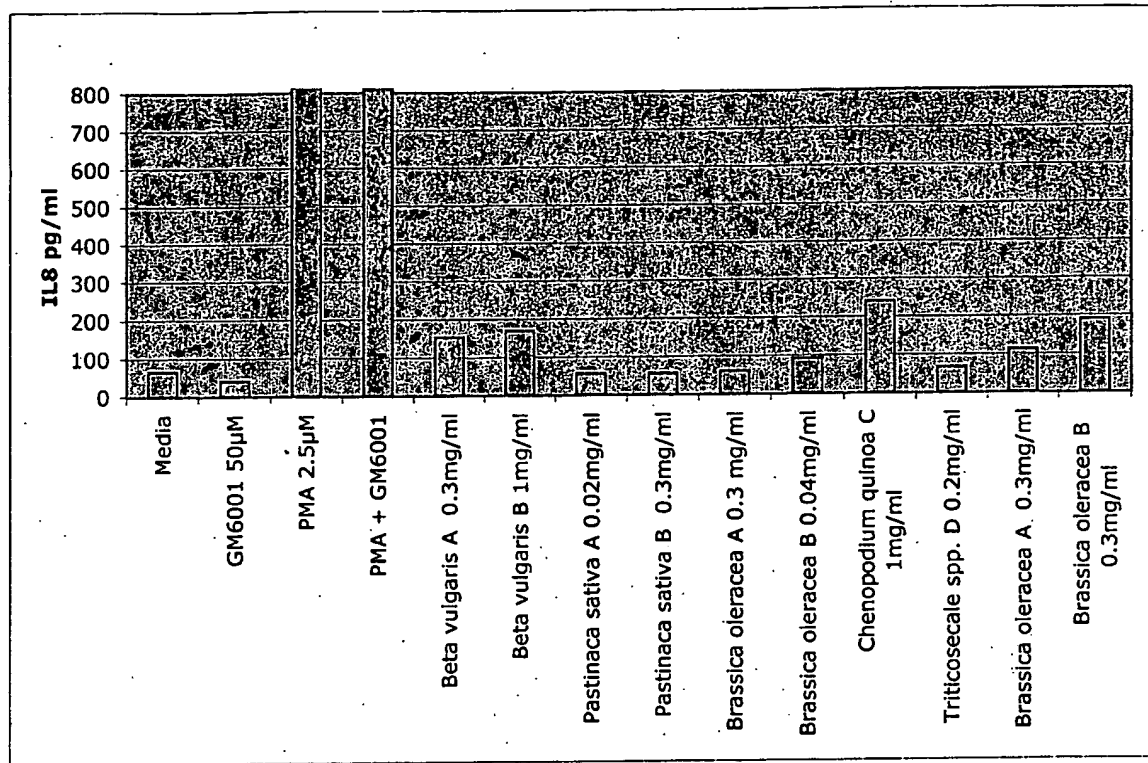 800
700
600
500
400
300
200
100
0
IL8 pg/ml
Media
GM6001 50µM
PMA 2.5µM
PMA + GM6001
Beta vulgaris A 0.3mg/ml
Beta vulgaris B 1mg/ml
Pastinaca sativa A 0.02mg/ml
Pastinaca sativa B 0.3mg/ml
Brassica oleracea A 0.3 mg/ml
Brassica oleracea B 0.04mg/ml
Chenopodium quinoa C
1mg/ml
Triticosecale spp. D 0.2mg/ml
Brassica oleracea A 0.3mg/ml
Brassica oleracea B
0.3mg/ml